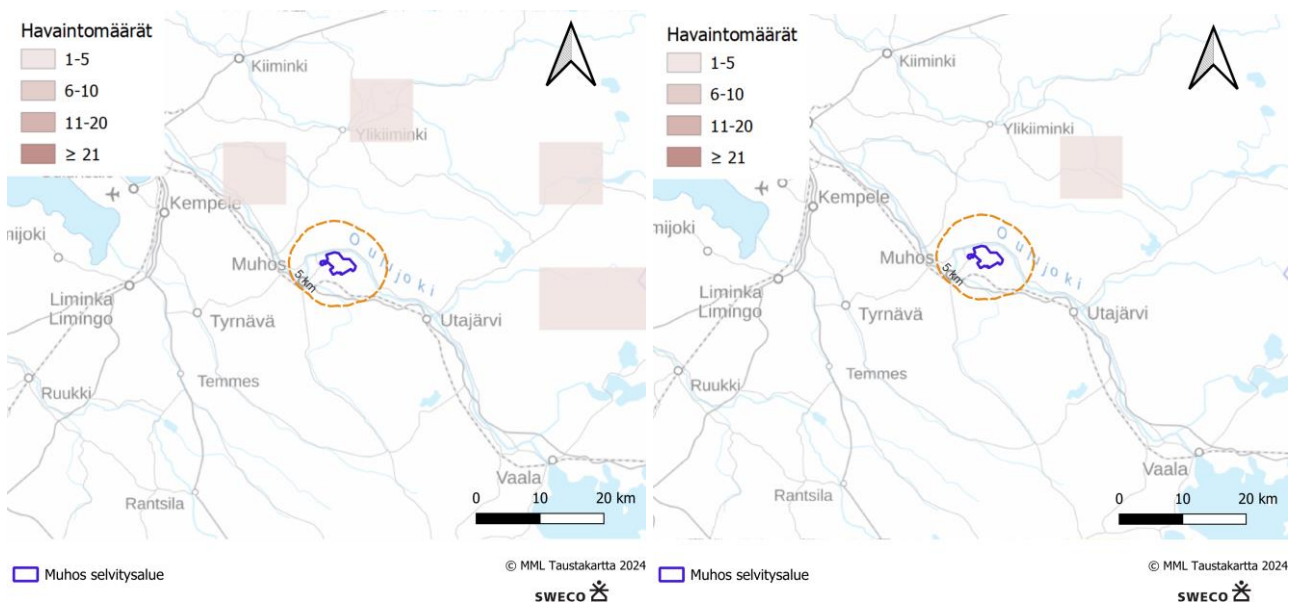 Havaintomäärät
1-5
6-10
11-20
≥ 21
Kiiminki
Ylikiiminki
Kempele
mijoki
Muhos
Oulujoki
5 km
Liminka
Limingo
Tyrnävä
Utajärvi
Ruukki
Temmes
Vaala
Rantsila
0 10 20 km
Muhos selvitysalue
© MML Taustakartta 2024
SWECO
Havaintomäärät
1-5
6-10
11-20
≥ 21
Kiiminki
Ylikiiminki
Kempele
mijoki
Muhos
Oulujoki
5 km
Liminka
Limingo
Tyrnävä
Utajärvi
Ruukki
Temmes
Vaala
Rantsila
0 10 20 km
Muhos selvitysalue
© MML Taustakartta 2024
SWECO